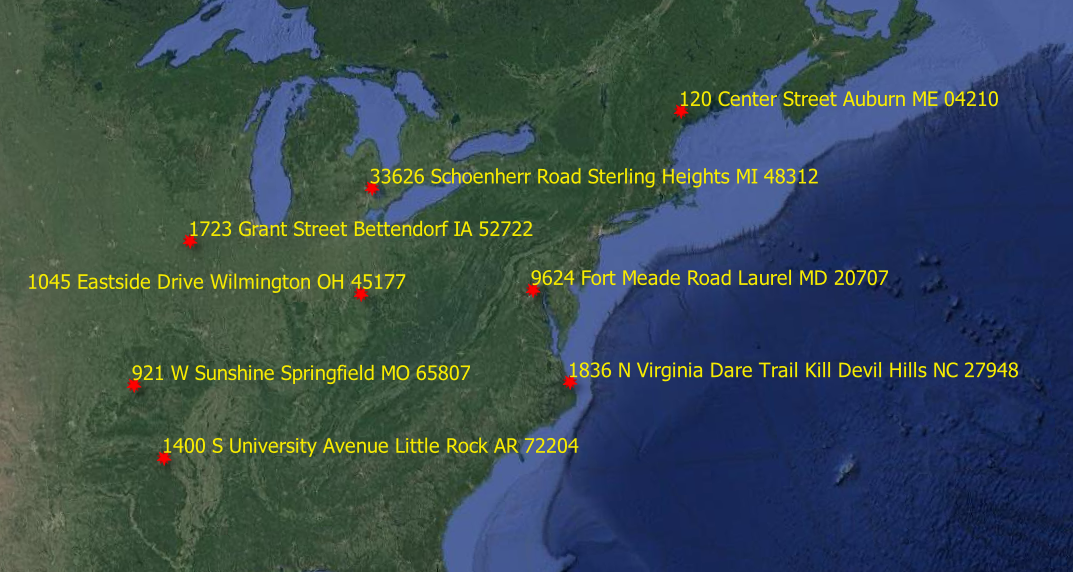 120 Center Street Auburn ME 04210
33626 Schoenherr Road Sterling Heights MI 48312
1723 Grant Street Bettendorf IA 52722
1045 Eastside Drive Wilmington OH 45177
9624 Fort Meade Road Laurel MD 20707
921 W Sunshine Springfield MO 65807
1836 N Virginia Dare Trail Kill Devil Hills NC 27948
1400 S University Avenue Little Rock AR 72204